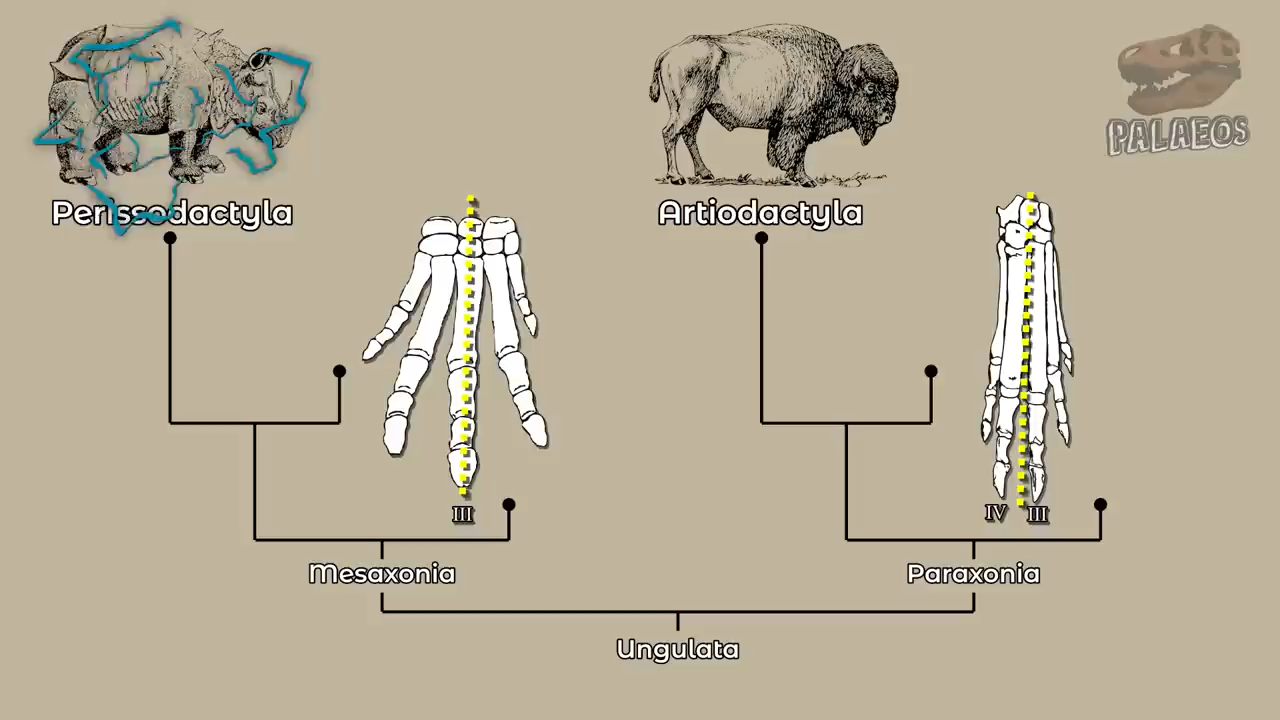 PALAEOS
Perissodactyla
Artiodactyla
III
IV
III
Mesaxonia
Paraxonia
Ungulata